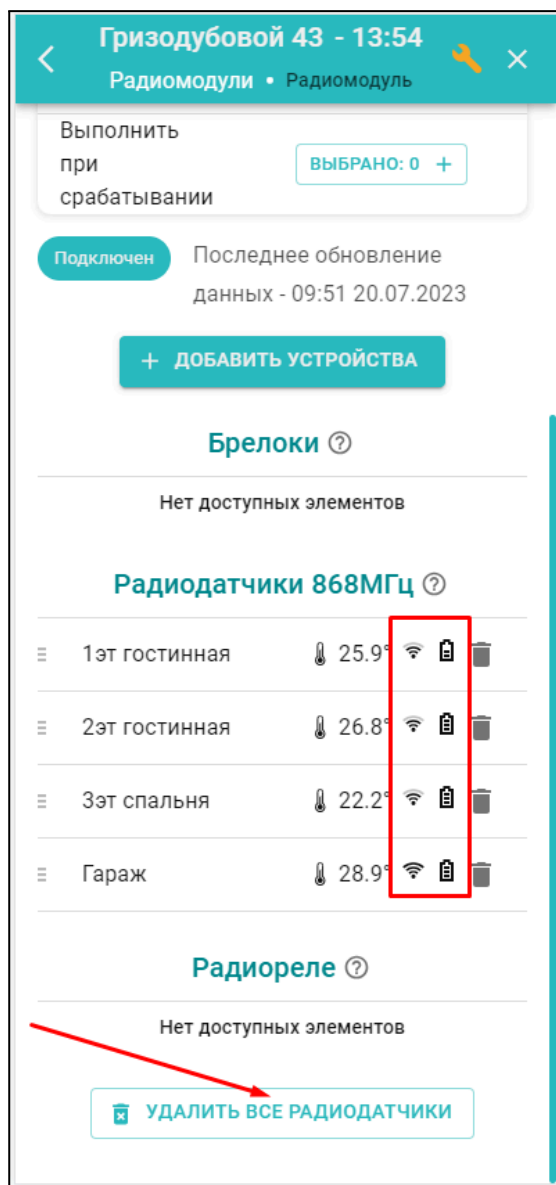 Гризодубовой 43 - 13:54
Радиомодули • Радиомодуль
Выполнить
при
срабатывании
ВЫБРАНО: 0 +
Подключен
Последнее обновление
данных - 09:51 20.07.2023
+ ДОБАВИТЬ УСТРОЙСТВА
Брелоки ?
Нет доступных элементов
Радиодатчики 868МГц ?
1эт гостинная 25.9°
2эт гостинная 26.8°
3эт спальня 22.2°
Гараж 28.9°
Радиореле ?
Нет доступных элементов
УДАЛИТЬ ВСЕ РАДИОДАТЧИКИ